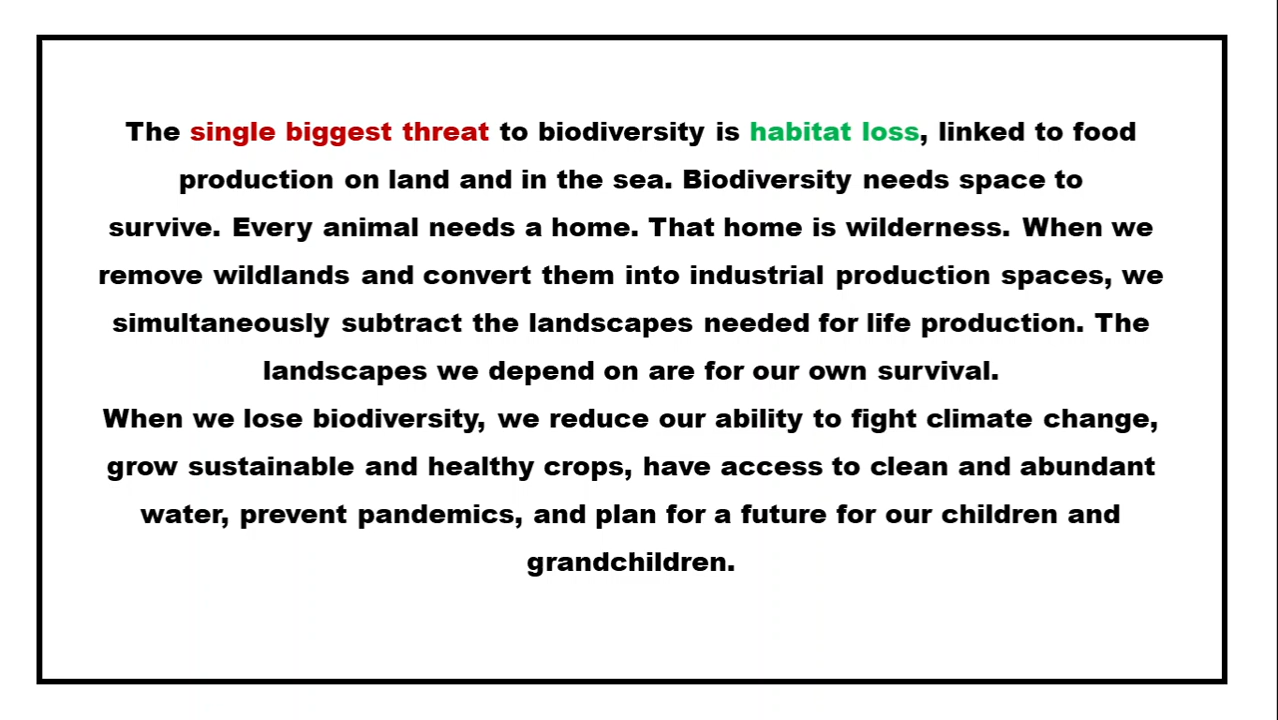 The single biggest threat to biodiversity is habitat loss, linked to food
production on land and in the sea. Biodiversity needs space to
survive. Every animal needs a home. That home is wilderness. When we
remove wildlands and convert them into industrial production spaces, we
simultaneously subtract the landscapes needed for life production. The
landscapes we depend on are for our own survival.
When we lose biodiversity, we reduce our ability to fight climate change,
grow sustainable and healthy crops, have access to clean and abundant
water, prevent pandemics, and plan for a future for our children and
grandchildren.